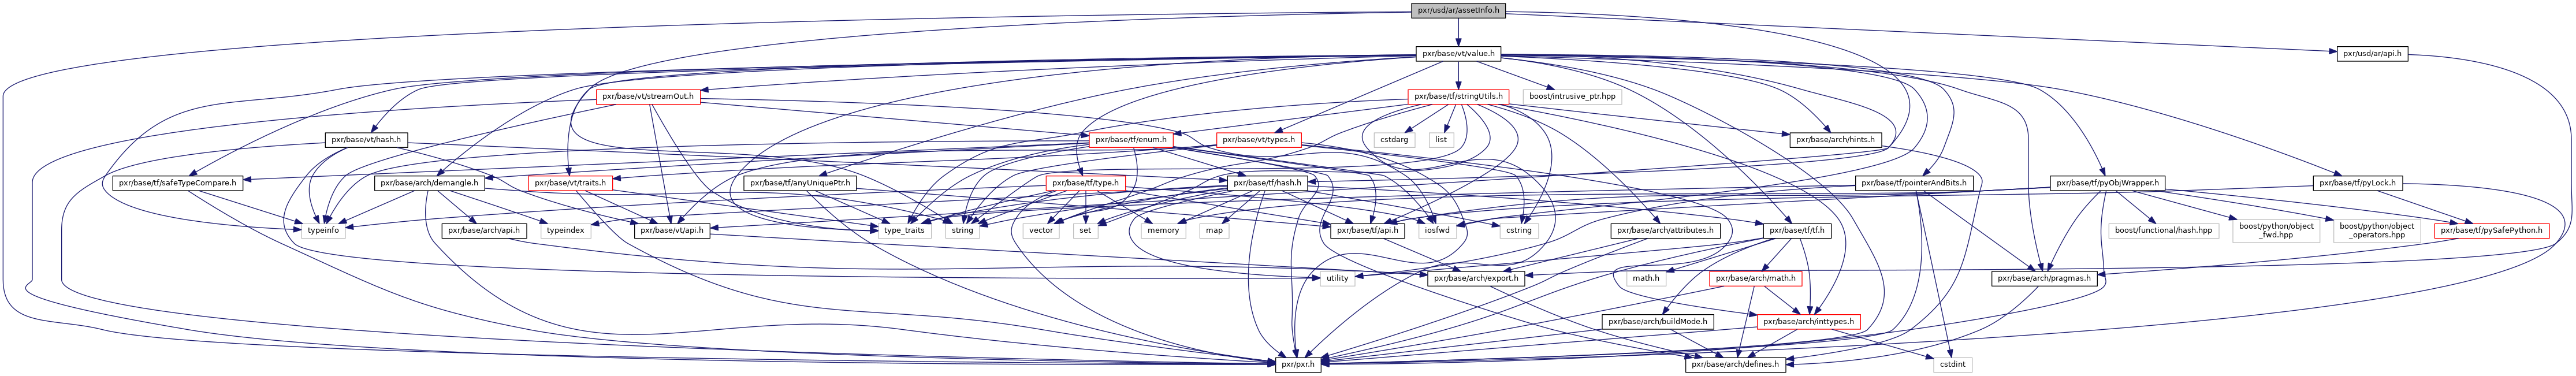 pxr/usd/ar/assetInfo.h
pxr/base/vt/value.h
pxr/usd/ar/api.h
pxr/base/vt/streamOut.h
pxr/base/tf/stringUtils.h
boost/intrusive_ptr.hpp
pxr/base/vt/hash.h
pxr/base/tf/enum.h
pxr/base/vt/types.h
cstdarg
list
pxr/base/arch/hints.h
pxr/base/tf/safeTypeCompare.h
pxr/base/arch/demangle.h
pxr/base/vt/traits.h
pxr/base/tf/anyUniquePtr.h
pxr/base/tf/type.h
pxr/base/tf/hash.h
pxr/base/tf/pointerAndBits.h
pxr/base/tf/pyObjWrapper.h
pxr/base/tf/pyLock.h
typeinfo
pxr/base/arch/api.h
typeindex
pxr/base/vt/api.h
type_traits
string
vector
set
memory
map
pxr/base/tf/api.h
iosfwd
cstring
pxr/base/arch/attributes.h
pxr/base/tf/tf.h
boost/functional/hash.hpp
boost/python/object
_fwd.hpp
boost/python/object
_operators.hpp
pxr/base/tf/pySafePython.h
utility
pxr/base/arch/export.h
math.h
pxr/base/arch/math.h
pxr/base/arch/pragmas.h
pxr/base/arch/buildMode.h
pxr/base/arch/inttypes.h
pxr/pxr.h
pxr/base/arch/defines.h
cstdint